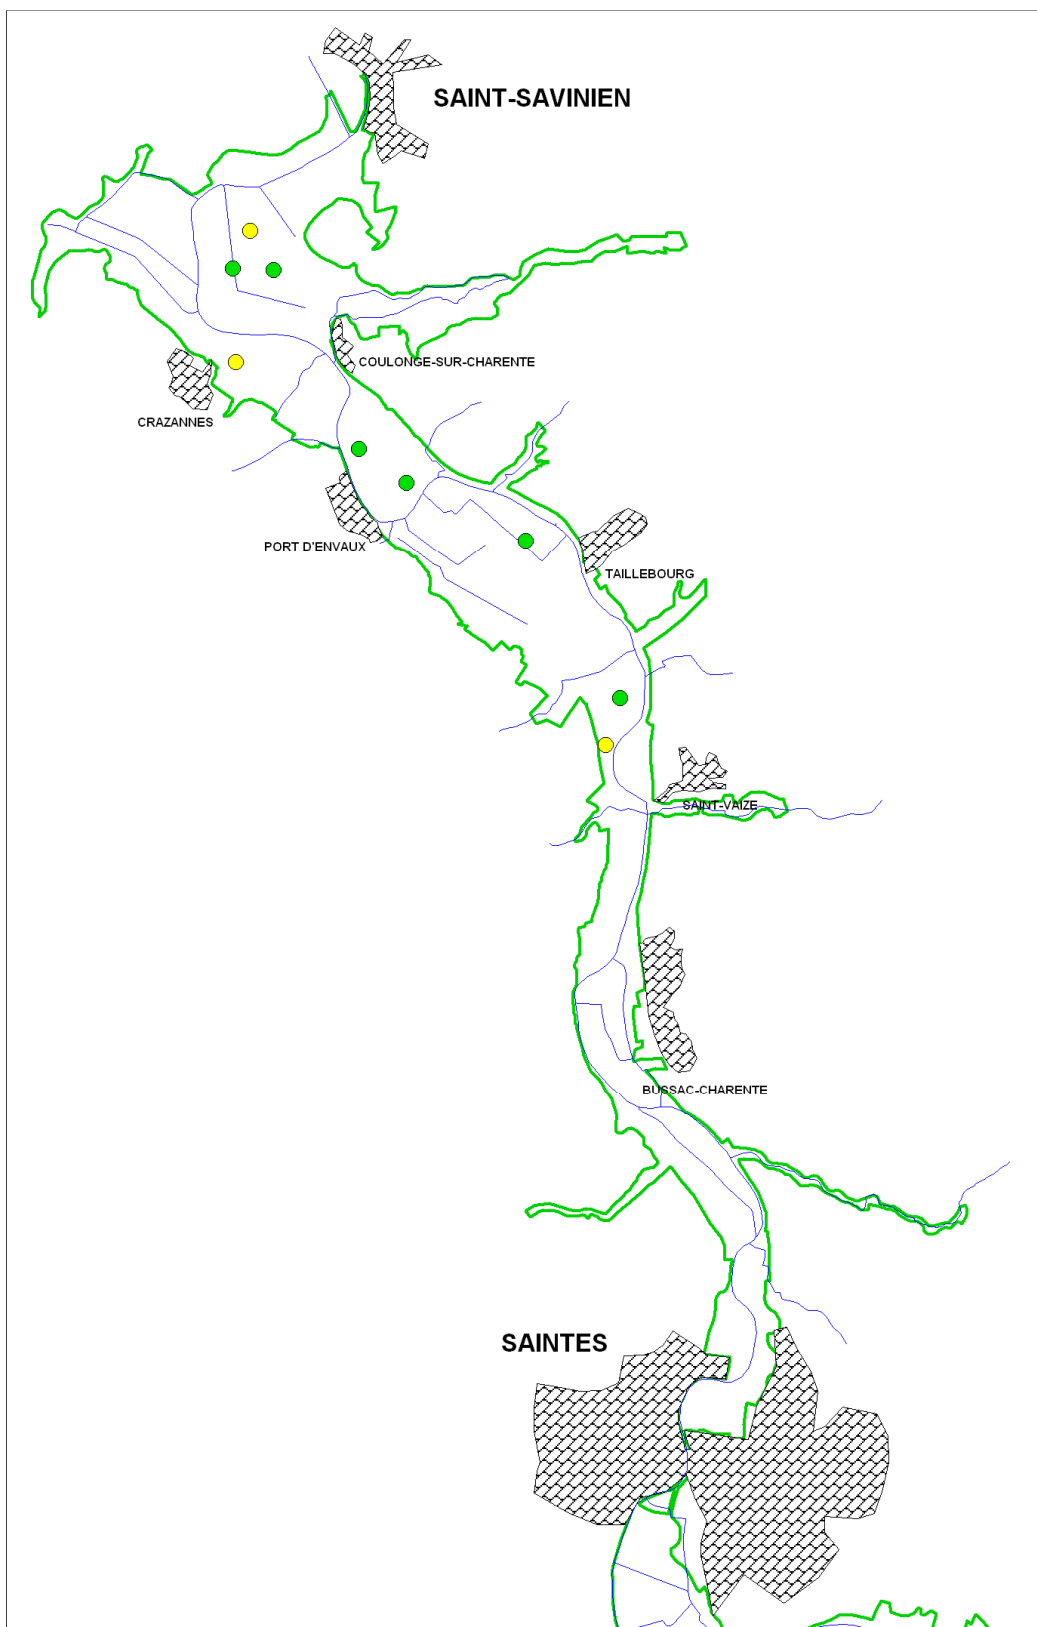 SAINT-SAVINIEN
COULONGE-SUR-CHARENTE
CRAZANNES
PORT D'ENVAUX
TAILLEBOURG
SAINT-VAIZE
BUSSAC-CHARENTE
SAINTES